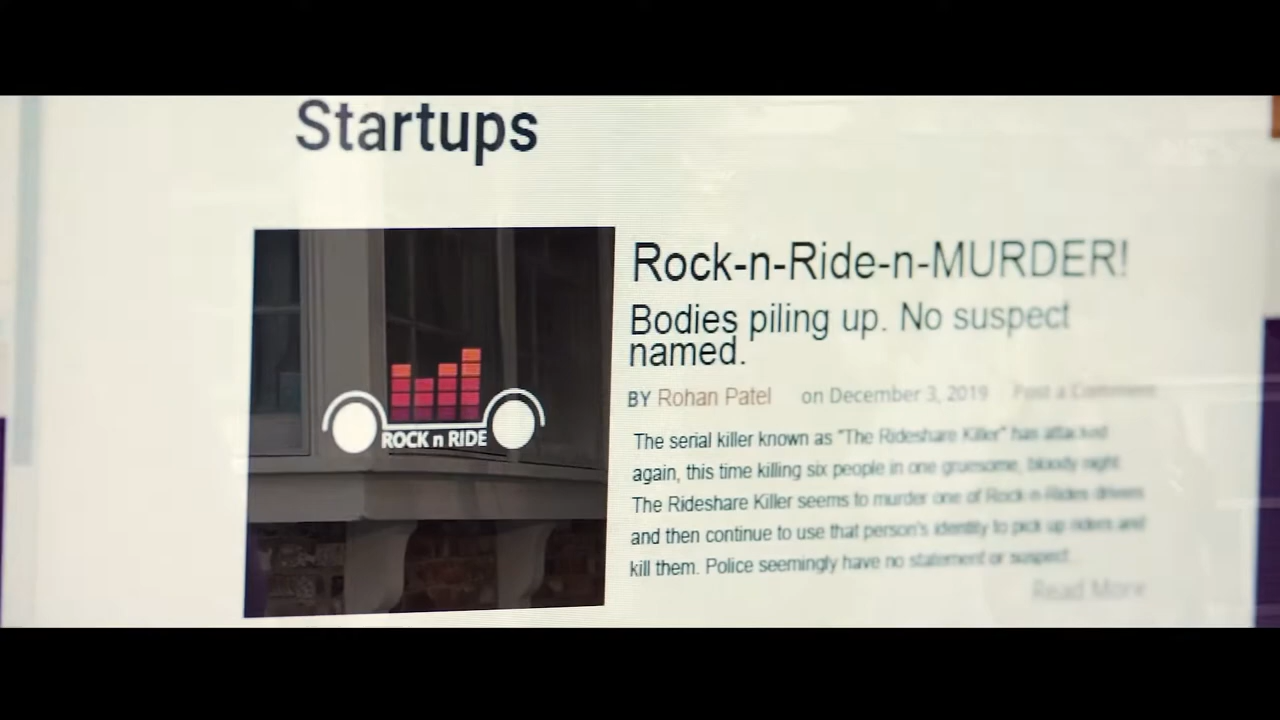 Startups
Rock-n-Ride-n-MURDER!
Bodies piling up. No suspect
named.
BY Rohan Patel on December 3, 2019 Post a Comment
The serial killer known as "The Rideshare Killer" has attacked
again, this time killing six people in one gruesome, bloody night.
The Rideshare Killer seems to murder one of Rock-n-Rides drivers
and then continue to use that person's identity to pick up riders and
kill them. Police seemingly have no statement or suspect...
Read More
ROCK n RIDE